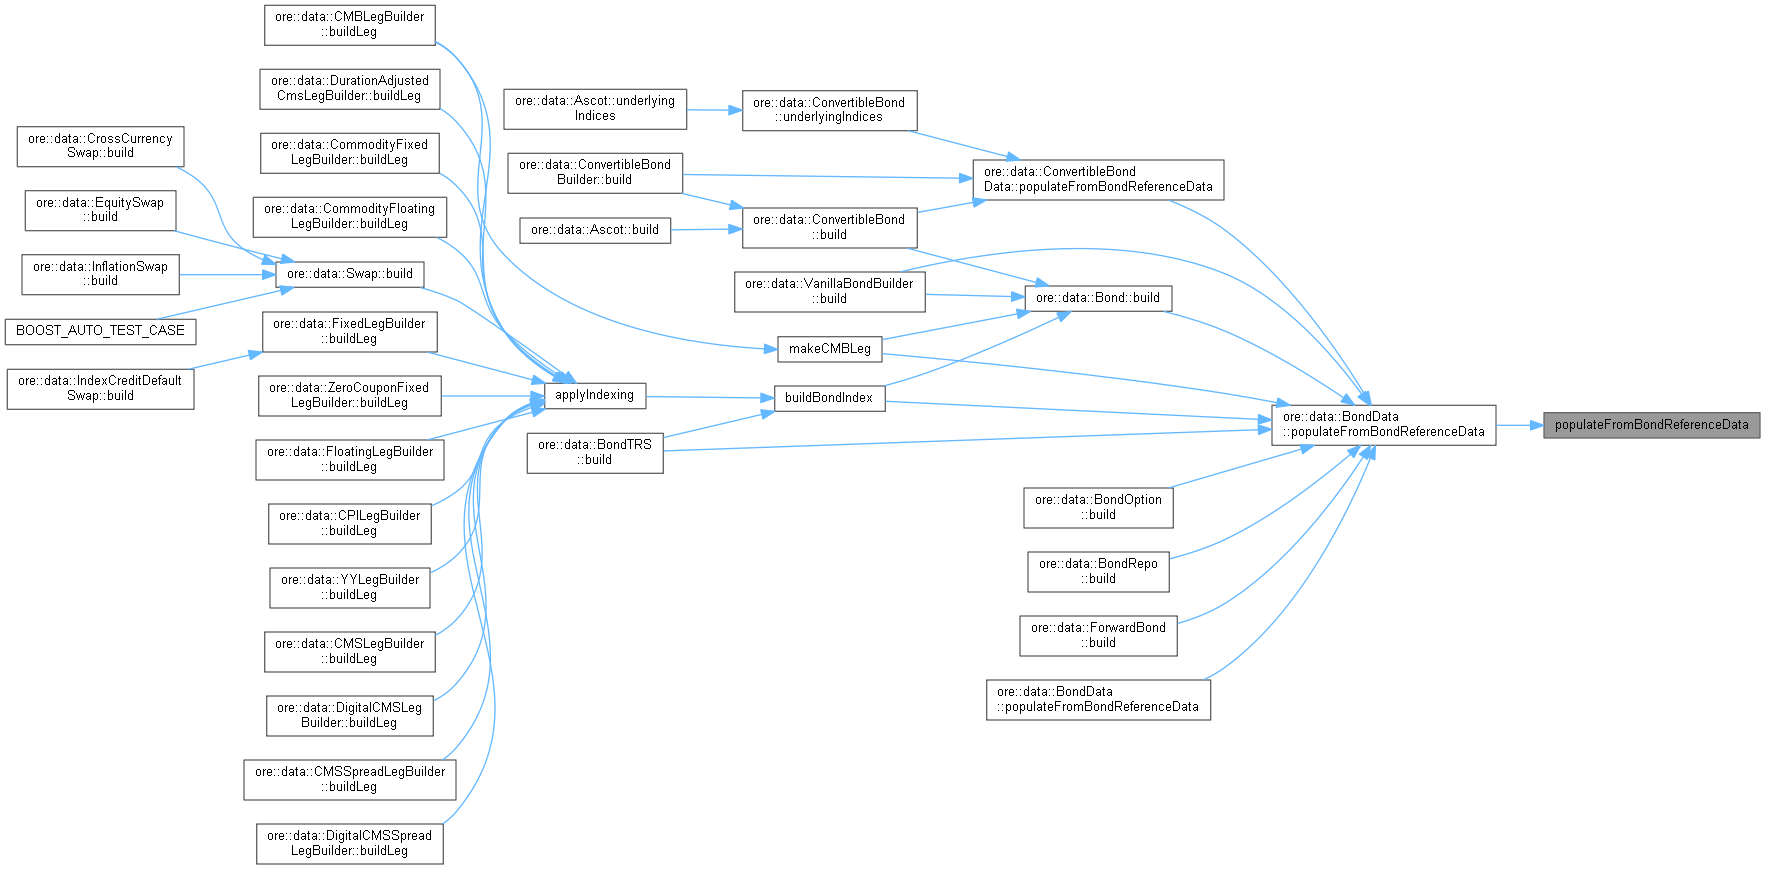 ore::data::CMBLegBuilder
::buildLeg
ore::data::DurationAdjusted
CmsLegBuilder::buildLeg
ore::data::CommodityFixed
LegBuilder::buildLeg
ore::data::CommodityFloating
LegBuilder::buildLeg
ore::data::CrossCurrency
Swap::build
ore::data::EquitySwap
::build
ore::data::InflationSwap
::build
BOOST_AUTO_TEST_CASE
ore::data::IndexCreditDefault
Swap::build
ore::data::Swap::build
ore::data::FixedLegBuilder
::buildLeg
ore::data::ZeroCouponFixed
LegBuilder::buildLeg
ore::data::FloatingLegBuilder
::buildLeg
ore::data::CPILegBuilder
::buildLeg
ore::data::YYLegBuilder
::buildLeg
ore::data::CMSLegBuilder
::buildLeg
ore::data::DigitalCMSLeg
Builder::buildLeg
ore::data::CMSSpreadLegBuilder
::buildLeg
ore::data::DigitalCMSSpread
LegBuilder::buildLeg
ore::data::Ascot::underlying
Indices
ore::data::ConvertibleBond
Builder::build
ore::data::Ascot::build
applyIndexing
ore::data::BondTRS
::build
ore::data::ConvertibleBond
::underlyingIndices
ore::data::ConvertibleBond
::build
ore::data::VanillaBondBuilder
::build
makeCMBLeg
buildBondIndex
ore::data::ConvertibleBond
Data::populateFromBondReferenceData
ore::data::Bond::build
ore::data::BondOption
::build
ore::data::BondRepo
::build
ore::data::ForwardBond
::build
ore::data::BondData
::populateFromBondReferenceData
ore::data::BondData
::populateFromBondReferenceData
populateFromBondReferenceData